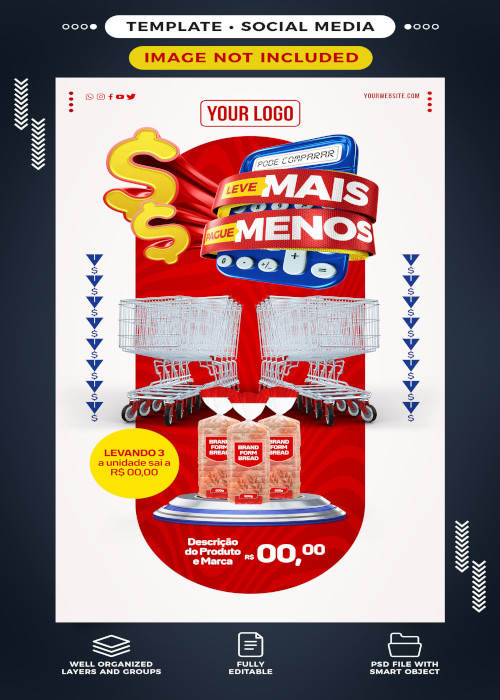 TEMPLATE • SOCIAL MEDIA
IMAGE NOT INCLUDED
YOURWEBSITE.COM
YOUR LOGO
PODE COMPARAR
LEVE MAIS
PAGUE MENOS
BRAND FORM BREAD
BRAND FORM BREAD
BRAND FORM BREAD
LEVANDO 3
a unidade sai a
R$ 00,00
Descrição
do Produto
e Marca
R$ 00,00
WELL ORGANIZED
LAYERS AND GROUPS
FULLY
EDITABLE
PSD FILE WITH
SMART OBJECT